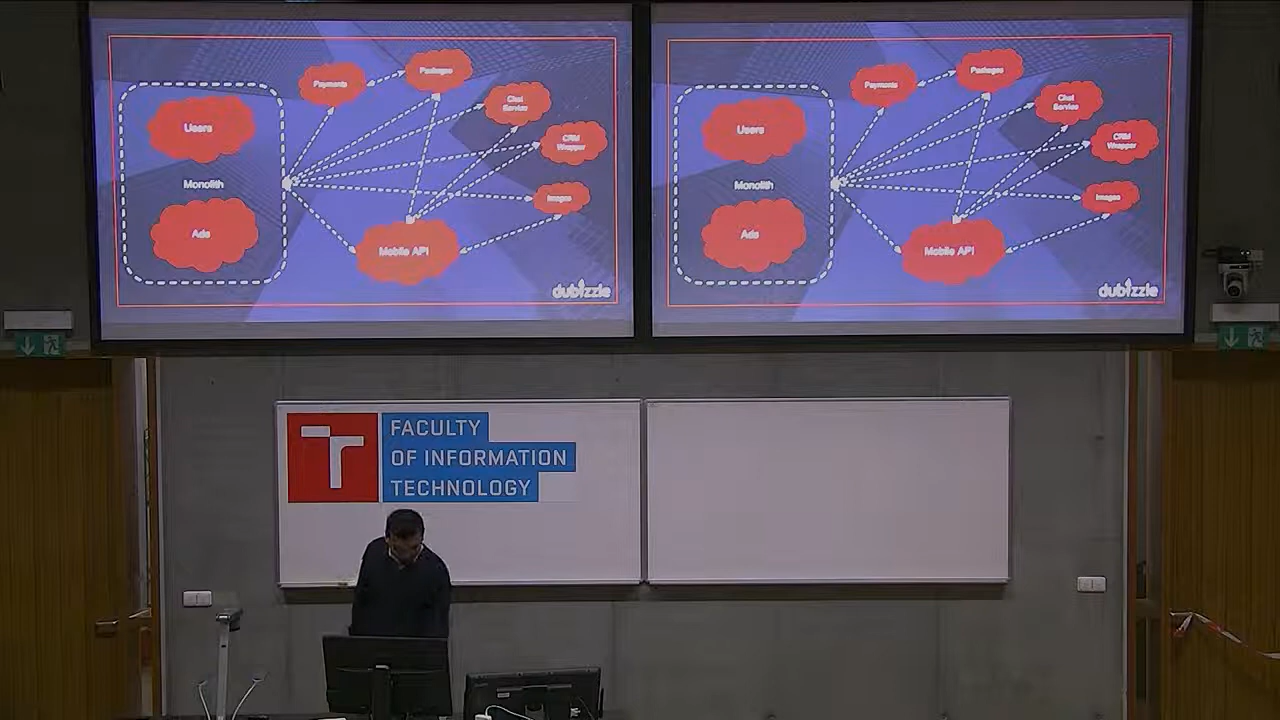 Payments
Packages
Chat
Service
Users
CRM
Wrapper
Monolith
Images
Ads
Mobile API
dubizzle
Payments
Packages
Chat
Service
Users
CRM
Wrapper
Monolith
Images
Ads
Mobile API
dubizzle
FACULTY
OF INFORMATION
TECHNOLOGY